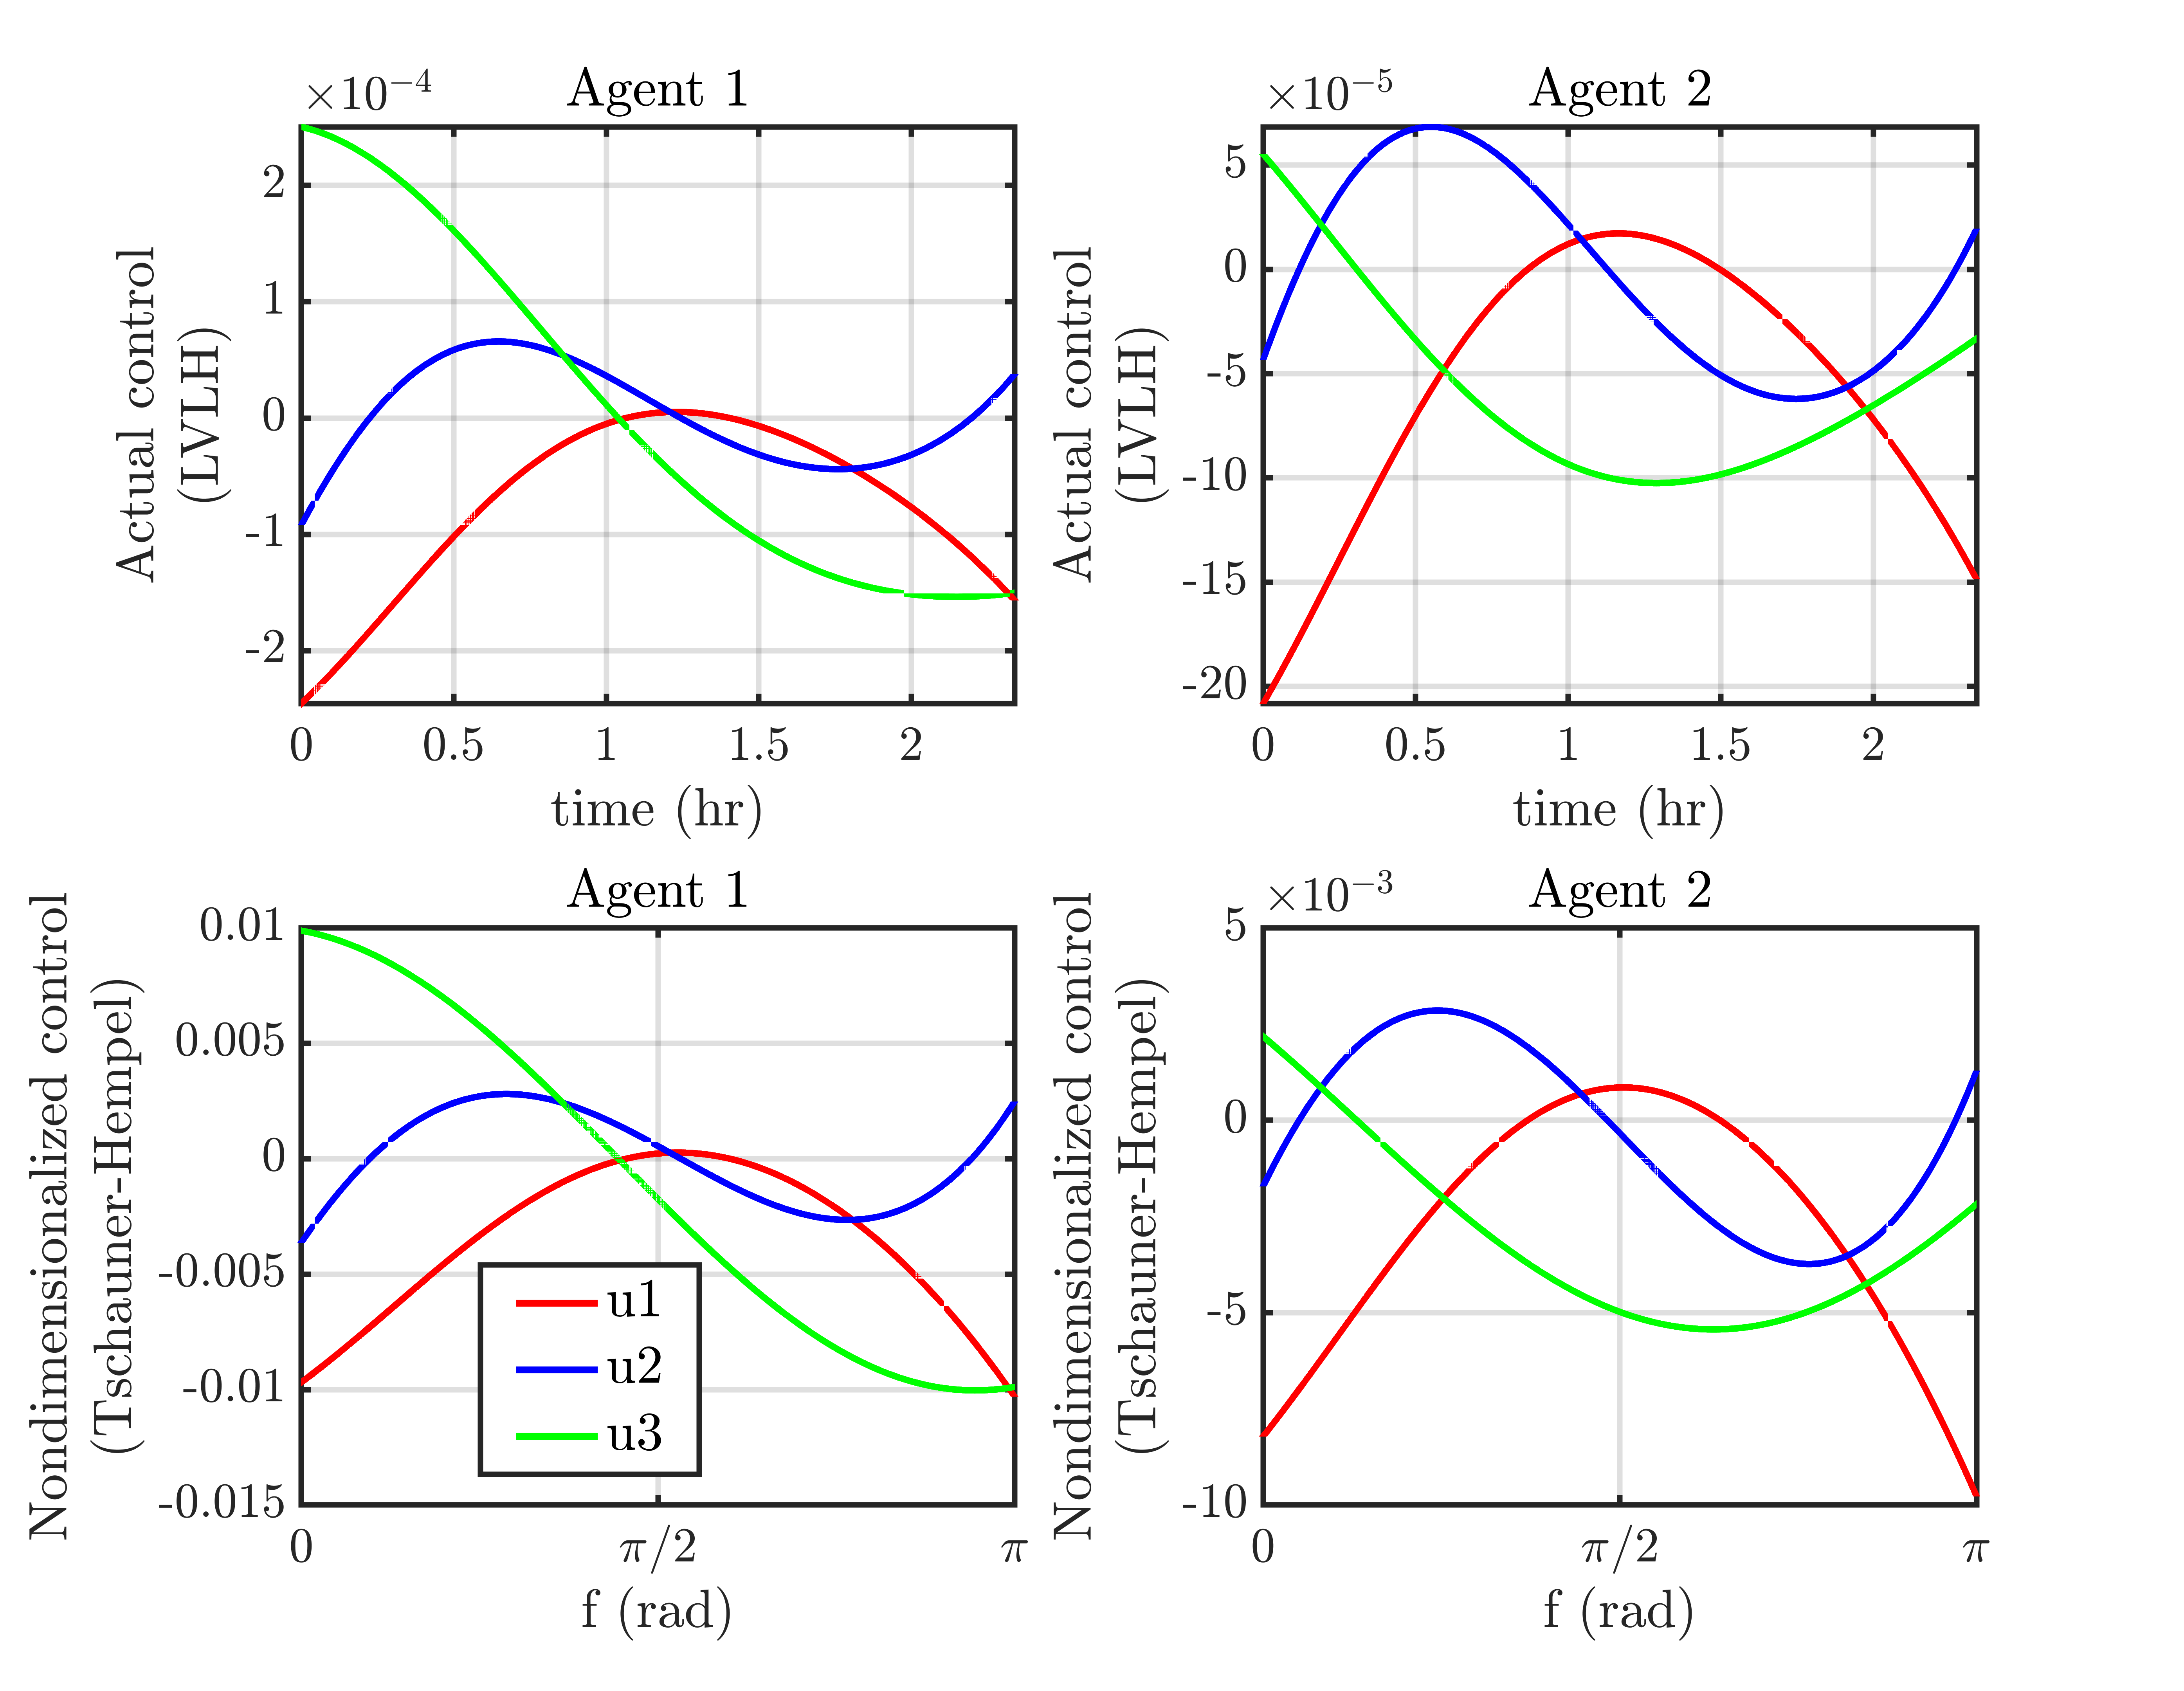 ×10⁻⁴
Agent 1
Actual control
(LVLH)
2
1
0
-1
-2
0 0.5 1 1.5 2
time (hr)
×10⁻⁵
Agent 2
Actual control
(LVLH)
5
0
-5
-10
-15
-20
0 0.5 1 1.5 2
time (hr)
Agent 1
Nondimensionalized control
(Tschauner-Hempel)
0.01
0.005
0
-0.005
-0.01
-0.015
u1
u2
u3
0 π/2 π
f (rad)
×10⁻³
Agent 2
Nondimensionalized control
(Tschauner-Hempel)
5
0
-5
-10
0 π/2 π
f (rad)